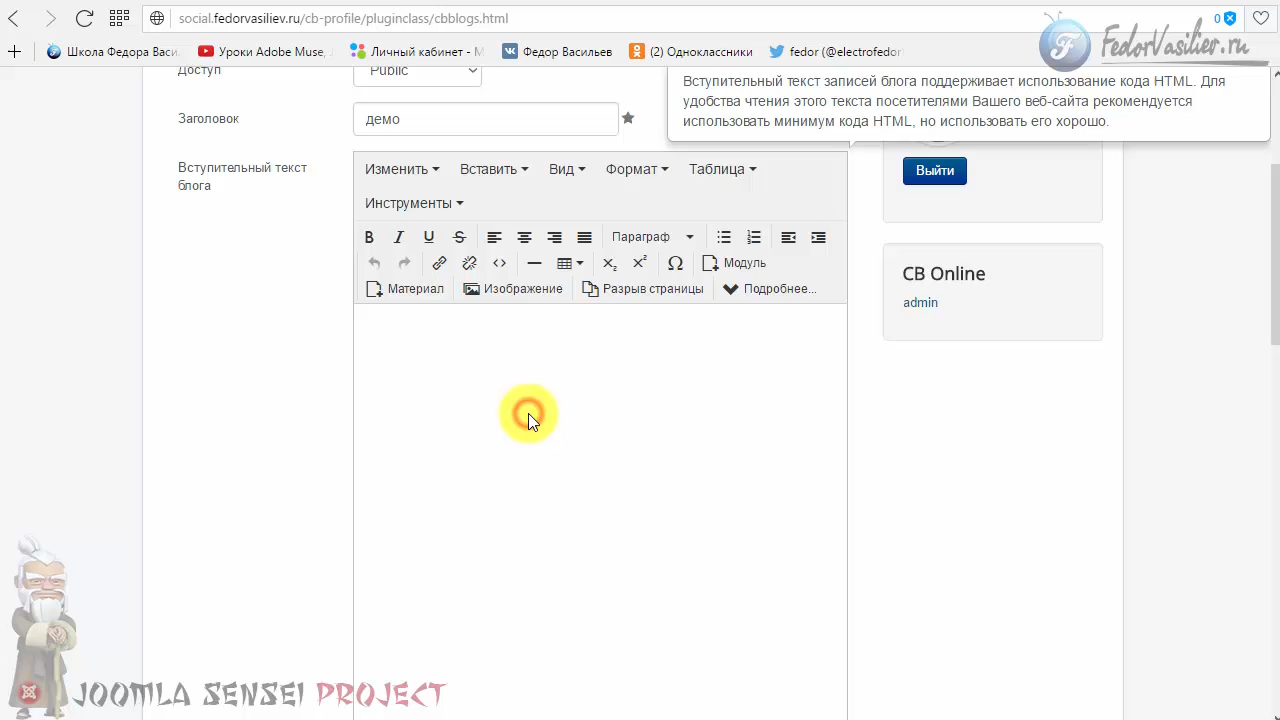 social.fedorvasiliev.ru/cb-profile/pluginclass/cbblogs.html
0
Школа Федора Васил
Уроки Adobe Muse,
Личный кабинет - М
Федор Васильев
(2) Одноклассники
fedor (@electrofedor
FedorVasiliev.ru
Доступ
Public
Вступительный текст записей блога поддерживает использование кода HTML. Для
удобства чтения этого текста посетителями Вашего веб-сайта рекомендуется
использовать минимум кода HTML, но использовать его хорошо.
Заголовок
демо
Выйти
Вступительный текст
блога
Изменить
Вставить
Вид
Формат
Таблица
Инструменты
B I U S
Параграф
Модуль
Материал
Изображение
Разрыв страницы
Подробнее...
CB Online
admin
JOOMLA SENSEI PROJECT